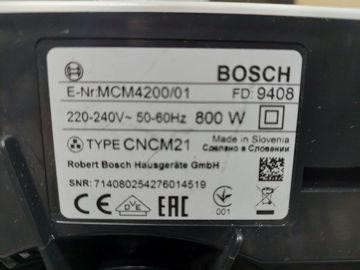 BOSCH
E-Nr:MCM4200/01 FD: 9408
220-240V~ 50-60Hz 800 W
TYPE CNCM21 Made in Slovenia
Сделано в Словении
Robert Bosch Hausgeräte GmbH
SNR: 714080254276014519
CE DVE EAC 001